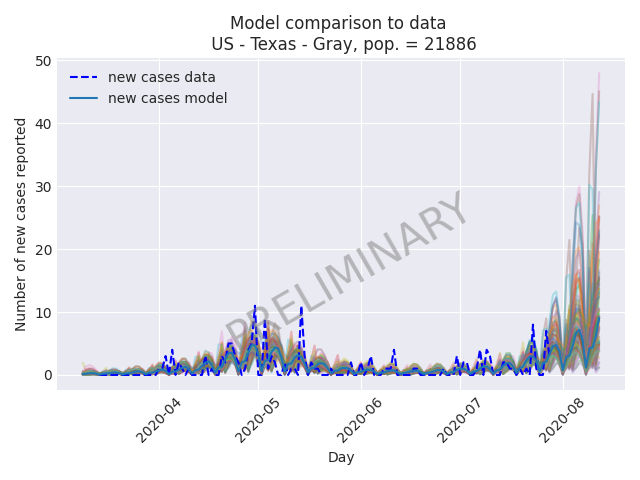 Model comparison to data
US - Texas - Gray, pop. = 21886
new cases data
new cases model
PRELIMINARY
Number of new cases reported
50
40
30
20
10
0
2020-04
2020-05
2020-06
2020-07
2020-08
Day